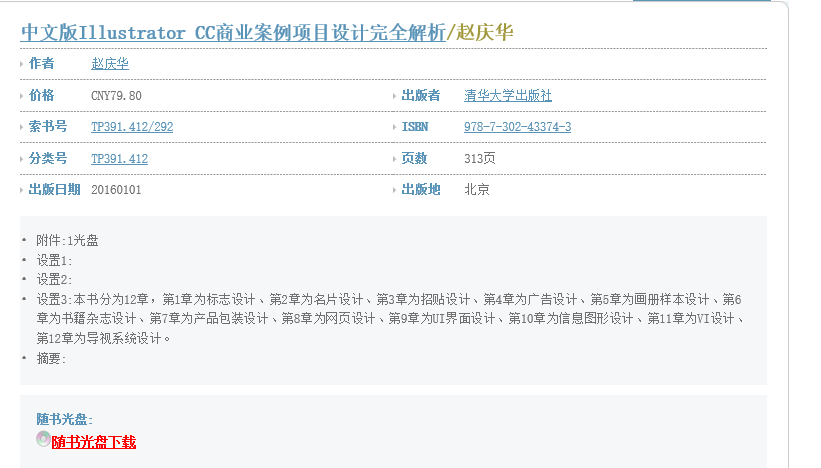 中文版Illustrator CC商业案例项目设计完全解析/赵庆华
作者 赵庆华
价格 CNY79.80 出版者 清华大学出版社
索书号 TP391.412/292 ISBN 978-7-302-43374-3
分类号 TP391.412 页数 313页
出版日期 20160101 出版地 北京
• 附件:1光盘
• 设置1:
• 设置2:
• 设置3:本书分为12章，第1章为标志设计、第2章为名片设计、第3章为招贴设计、第4章为广告设计、第5章为画册样本设计、第6
章为书籍杂志设计、第7章为产品包装设计、第8章为网页设计、第9章为UI界面设计、第10章为信息图形设计、第11章为VI设计、
第12章为导视系统设计。
• 摘要:
随书光盘:
随书光盘下载